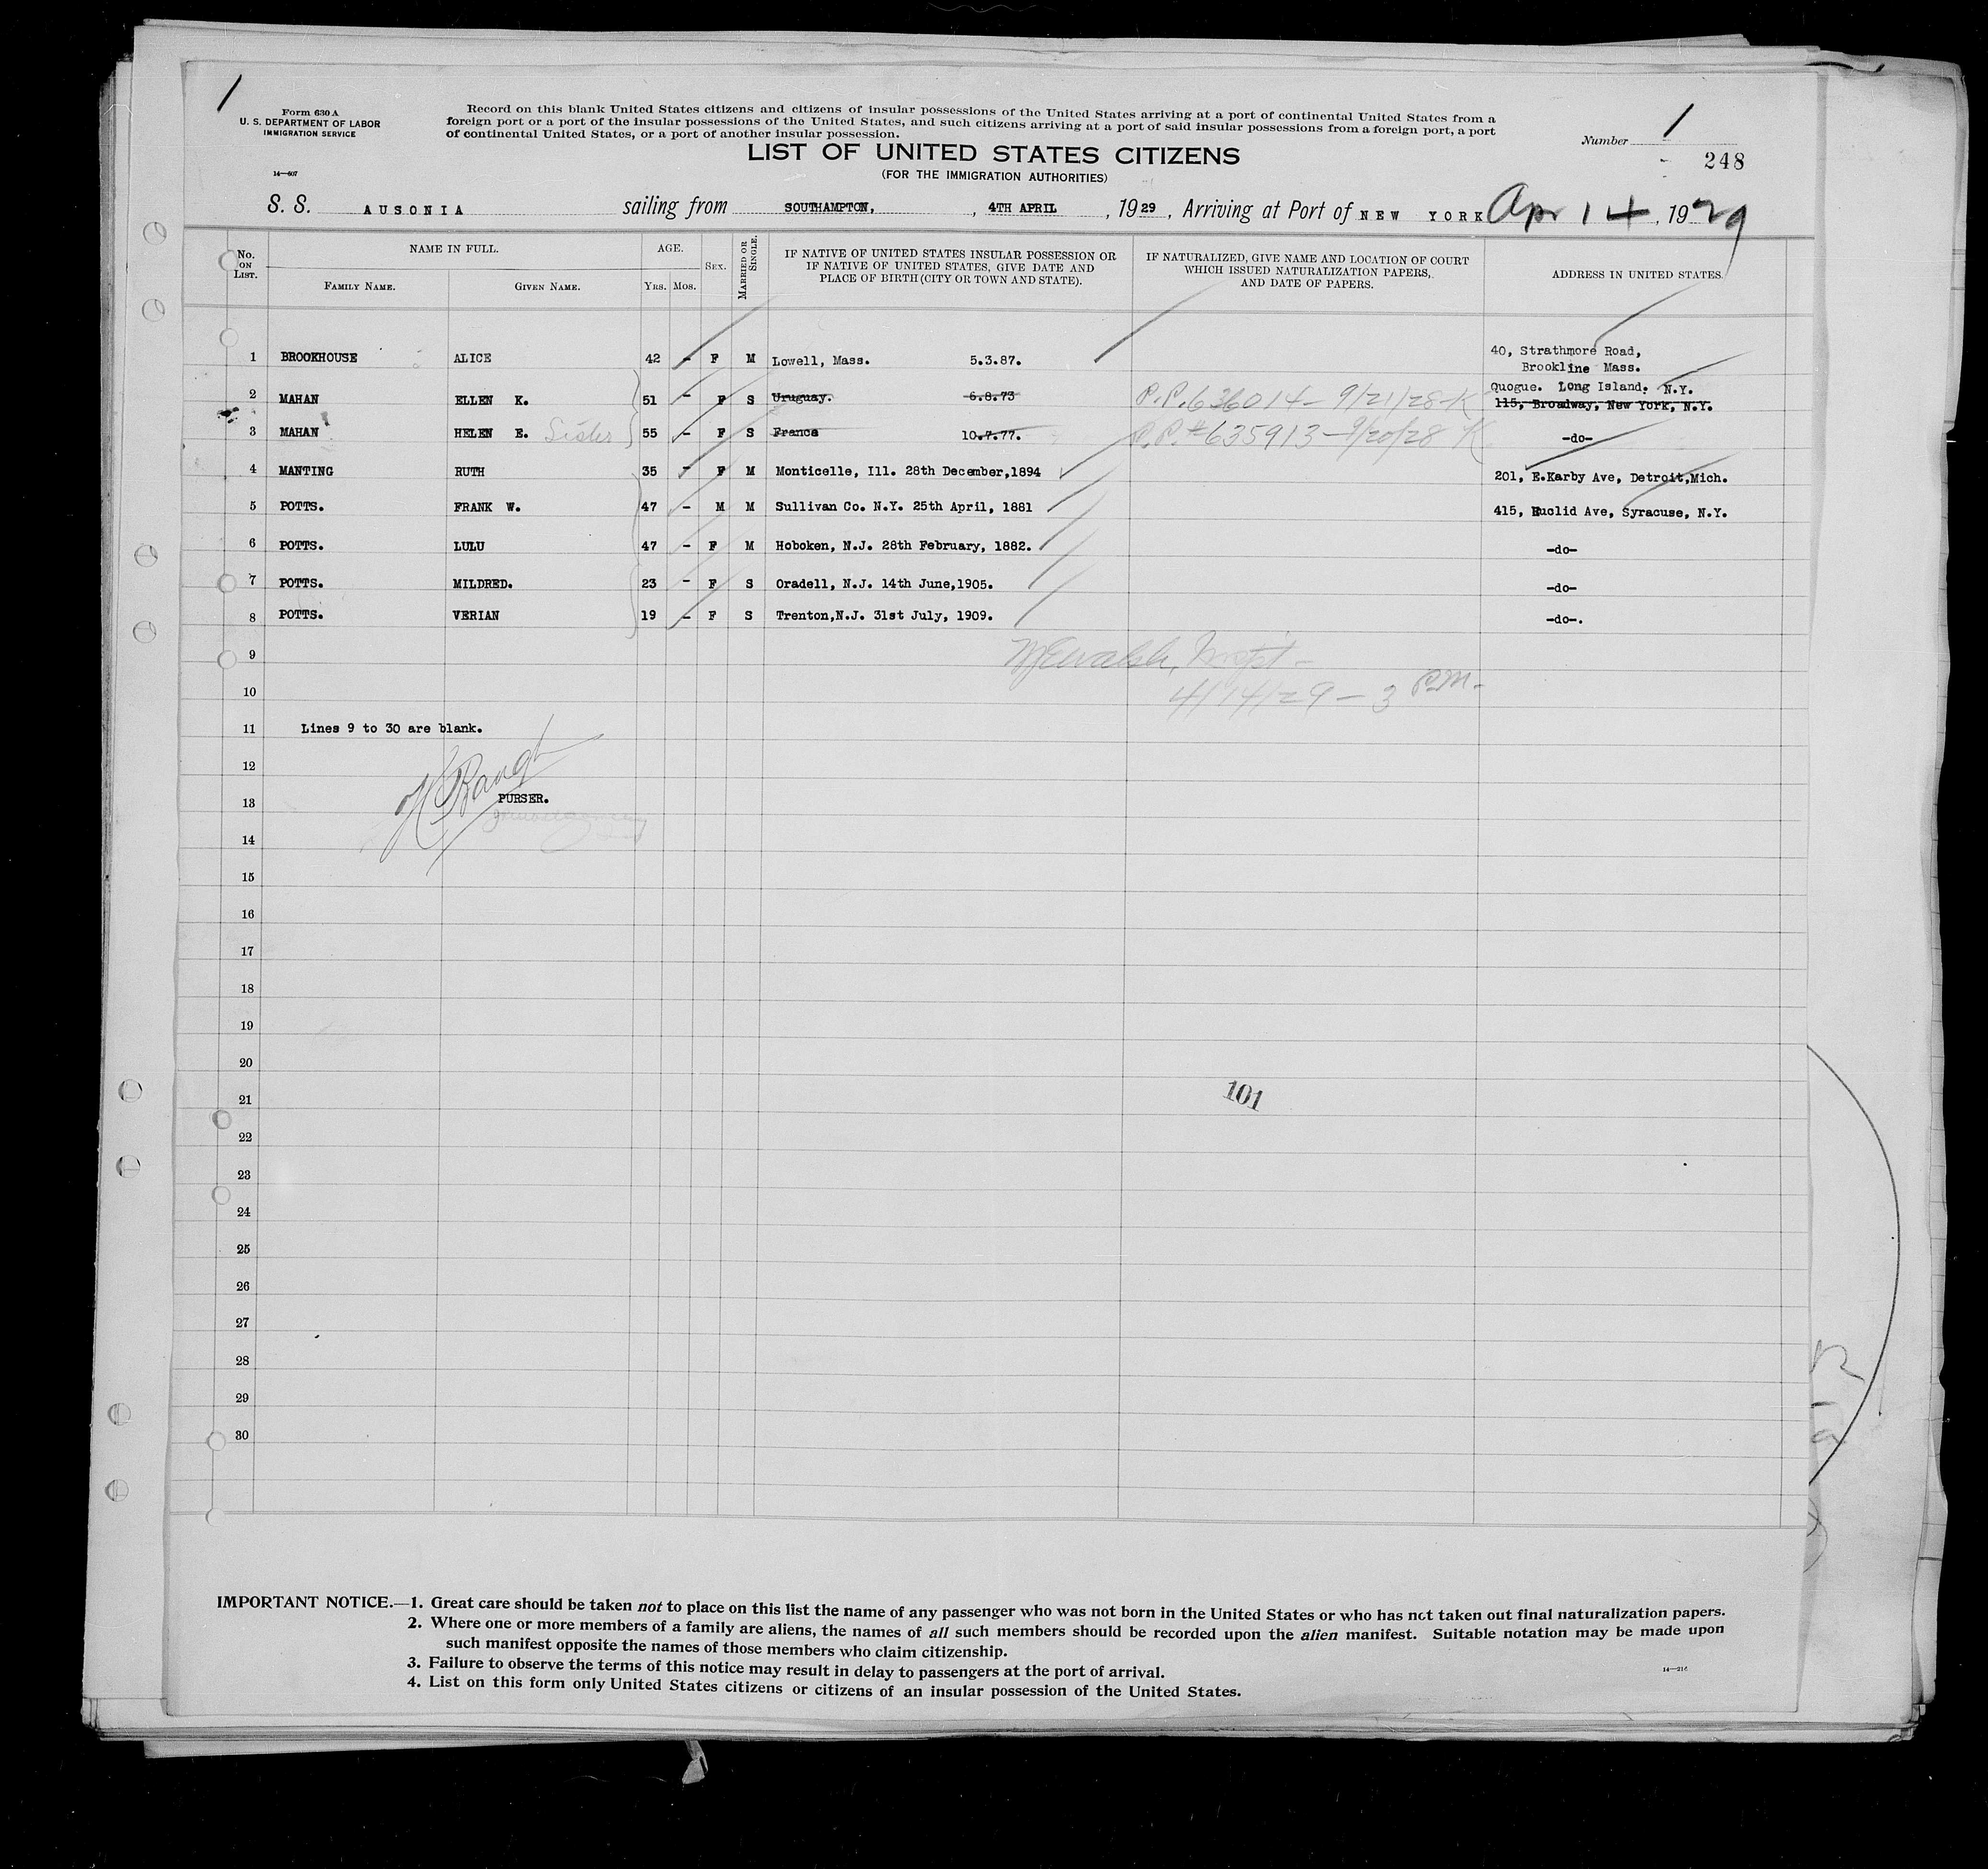 1
Form 630 A
U. S. DEPARTMENT OF LABOR
IMMIGRATION SERVICE
14—607
Record on this blank United States citizens and citizens of insular possessions of the United States arriving at a port of continental United States from a
foreign port or a port of the insular possessions of the United States, and such citizens arriving at a port of said insular possessions from a foreign port, a port
of continental United States, or a port of another insular possession.
Number 1
248
LIST OF UNITED STATES CITIZENS
(FOR THE IMMIGRATION AUTHORITIES)
S. S. AUSONIA sailing from SOUTHAMPTON, , 4TH APRIL , 1929 , Arriving at Port of NEW YORK Apr 14 , 1929
No. ON LIST. NAME IN FULL. FAMILY NAME. GIVEN NAME. AGE. YRS. MOS. SEX. MARRIED OR SINGLE. IF NATIVE OF UNITED STATES INSULAR POSSESSION OR IF NATIVE OF UNITED STATES, GIVE DATE AND PLACE OF BIRTH (CITY OR TOWN AND STATE). IF NATURALIZED, GIVE NAME AND LOCATION OF COURT WHICH ISSUED NATURALIZATION PAPERS, AND DATE OF PAPERS. ADDRESS IN UNITED STATES.
1 BROOKHOUSE ALICE 42 - F M Lowell, Mass. 5.3.87. 40, Strathmore Road,
Brookline Mass.
2 MAHAN ELLEN K. 51 - F S Uruguay. 6.8.73 P.P. 636014 - 9/21/28-K Quogue. Long Island. N.Y.
115, Broadway, New York, N.Y.
3 MAHAN HELEN E. Sister 55 - F S France 10.7.77. P.P. #635913 - 9/20/28 K -do-
4 MANTING RUTH 35 - F M Monticelle, Ill. 28th December,1894 201, E.Karby Ave, Detroit,Mich.
5 POTTS. FRANK W. 47 - M M Sullivan Co. N.Y. 25th April, 1881 415, Euclid Ave, Syracuse, N.Y.
6 POTTS. LULU 47 - F M Hoboken, N.J. 28th February, 1882. -do-
7 POTTS. MILDRED. 23 - F S Oradell, N.J. 14th June,1905. -do-
8 POTTS. VERIAN 19 - F S Trenton,N.J. 31st July, 1909. -do-.
9
10 4/14/29 - 3 P.M.
11 Lines 9 to 30 are blank.
12
13 PURSER.
14
15
16
17
18
19
20
21 101
22
23
24
25
26
27
28
29
30
IMPORTANT NOTICE.—1. Great care should be taken not to place on this list the name of any passenger who was not born in the United States or who has not taken out final naturalization papers.
2. Where one or more members of a family are aliens, the names of all such members should be recorded upon the alien manifest. Suitable notation may be made upon
such manifest opposite the names of those members who claim citizenship.
3. Failure to observe the terms of this notice may result in delay to passengers at the port of arrival.
4. List on this form only United States citizens or citizens of an insular possession of the United States.